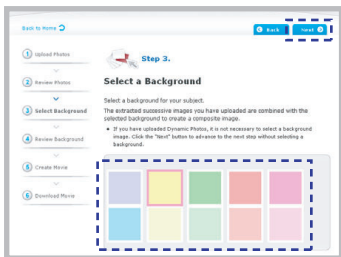 Back to Home
Back
Next
1 Upload Photos
Step 3.
2 Review Photos
Select a Background
3 Select Background
Select a background for your subject.
The extracted successive images you have uploaded are combined with the
selected background to create a composite image.
4 Review Background
• If you have uploaded Dynamic Photos, it is not necessary to select a background
image. Click the "Next" button to advance to the next step without selecting a
background.
5 Create Movie
6 Download Movie